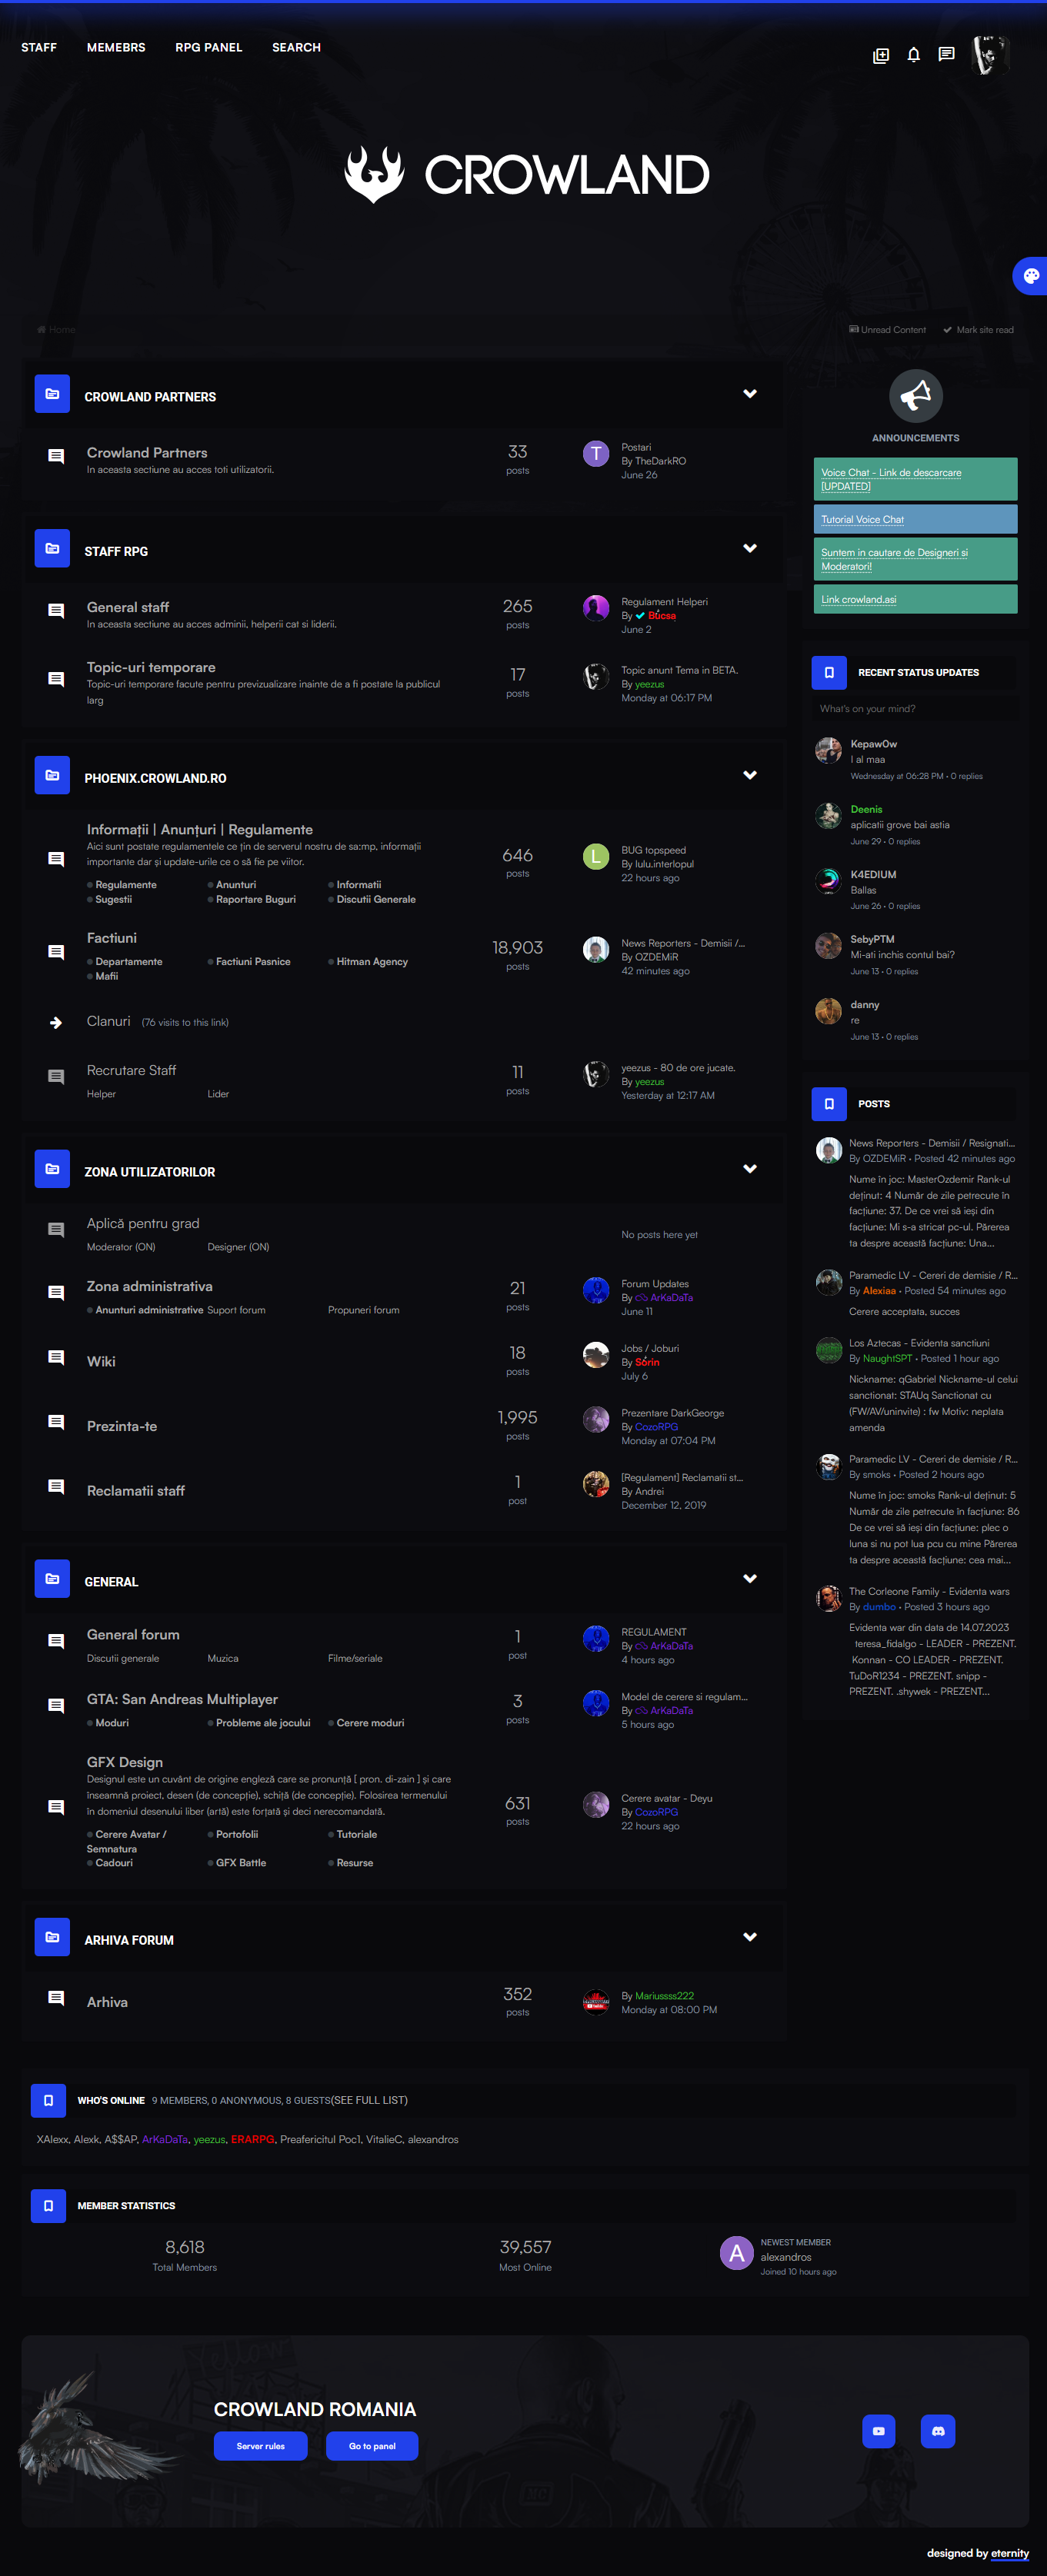 STAFF MEMEBRS RPG PANEL SEARCH
CROWLAND
Home
Unread Content Mark site read
CROWLAND PARTNERS
Crowland Partners
In aceasta sectiune au acces toti utilizatorii.
33
posts
Postari
By TheDarkRO
June 26
STAFF RPG
General staff
In aceasta sectiune au acces adminii, helperii cat si liderii.
265
posts
Regulament Helperi
By Bucsa
June 2
Topic-uri temporare
Topic-uri temporare facute pentru previzualizare inainte de a fi postate la publicul
larg
17
posts
Topic anunt Tema in BETA.
By yeezus
Monday at 06:17 PM
PHOENIX.CROWLAND.RO
Informații | Anunțuri | Regulamente
Aici sunt postate regulamentele ce țin de serverul nostru de sa:mp, informații
importante dar și update-urile ce o să fie pe viitor.
Regulamente Anunturi Informatii
Sugestii Raportare Buguri Discutii Generale
646
posts
BUG topspeed
By lulu.interlopul
22 hours ago
Factiuni
Departamente Factiuni Pasnice Hitman Agency
Mafii
18,903
posts
News Reporters - Demisii /...
By OZDEMiR
42 minutes ago
Clanuri (76 visits to this link)
Recrutare Staff
Helper Lider
11
posts
yeezus - 80 de ore jucate.
By yeezus
Yesterday at 12:17 AM
ZONA UTILIZATORILOR
Aplică pentru grad
Moderator (ON) Designer (ON)
No posts here yet
Zona administrativa
Anunturi administrative Suport forum Propuneri forum
21
posts
Forum Updates
By ArKaDaTa
June 11
Wiki
18
posts
Jobs / Joburi
By Sorin
July 6
Prezinta-te
1,995
posts
Prezentare DarkGeorge
By CozoRPG
Monday at 07:04 PM
Reclamatii staff
1
post
[Regulament] Reclamatii st...
By Andrei
December 12, 2019
GENERAL
General forum
Discutii generale Muzica Filme/seriale
1
post
REGULAMENT
By ArKaDaTa
4 hours ago
GTA: San Andreas Multiplayer
Moduri Probleme ale jocului Cerere moduri
3
posts
Model de cerere si regulam...
By ArKaDaTa
5 hours ago
GFX Design
Designul este un cuvânt de origine engleză care se pronunță [ pron. di-zain ] și care
înseamnă proiect, desen (de concepție), schiță (de concepție). Folosirea termenului
în domeniul desenului liber (artă) este forțată și deci nerecomandată.
Cerere Avatar / Portofolii Tutoriale
Semnatura
Cadouri GFX Battle Resurse
631
posts
Cerere avatar - Deyu
By CozoRPG
22 hours ago
ARHIVA FORUM
Arhiva
352
posts
By Mariussss222
Monday at 08:00 PM
ANNOUNCEMENTS
Voice Chat - Link de descarcare
[UPDATED]
Tutorial Voice Chat
Suntem in cautare de Designeri si
Moderatori!
Link crowland.asi
RECENT STATUS UPDATES
What's on your mind?
Kepaw0w
I al maa
Wednesday at 06:28 PM · 0 replies
Deenis
aplicatii grove bai astia
June 29 · 0 replies
K4EDIUM
Ballas
June 26 · 0 replies
SebyPTM
Mi-ati inchis contul bai?
June 13 · 0 replies
danny
re
June 13 · 0 replies
POSTS
News Reporters - Demisii / Resignati...
By OZDEMiR · Posted 42 minutes ago
Nume în joc: MasterOzdemir Rank-ul
deținut: 4 Număr de zile petrecute în
facțiune: 37. De ce vrei să ieși din
facțiune: Mi s-a stricat pc-ul. Părerea
ta despre această facțiune: Una...
Paramedic LV - Cereri de demisie / R...
By Alexiaa · Posted 54 minutes ago
Cerere acceptata, succes
Los Aztecas - Evidenta sanctiuni
By NaughtSPT · Posted 1 hour ago
Nickname: qGabriel Nickname-ul celui
sanctionat: STAUq Sanctionat cu
(FW/AV/uninvite) : fw Motiv: neplata
amenda
Paramedic LV - Cereri de demisie / R...
By smoks · Posted 2 hours ago
Nume în joc: smoks Rank-ul deținut: 5
Număr de zile petrecute în facțiune: 86
De ce vrei să ieși din facțiune: plec o
luna si nu pot lua pcu cu mine Părerea
ta despre această facțiune: cea mai...
The Corleone Family - Evidenta wars
By dumbo · Posted 3 hours ago
Evidenta war din data de 14.07.2023
teresa_fidalgo - LEADER - PREZENT.
Konnan - CO LEADER - PREZENT.
TuDoR1234 - PREZENT. snipp -
PREZENT. .shywek - PREZENT...
WHO'S ONLINE 9 MEMBERS, 0 ANONYMOUS, 8 GUESTS(SEE FULL LIST)
XAlexx, Alexk, A$$AP, ArKaDaTa, yeezus, ERARPG, Preafericitul Poc1, VitalieC, alexandros
MEMBER STATISTICS
8,618
Total Members
39,557
Most Online
A
NEWEST MEMBER
alexandros
Joined 10 hours ago
CROWLAND ROMANIA
Server rules Go to panel
designed by eternity